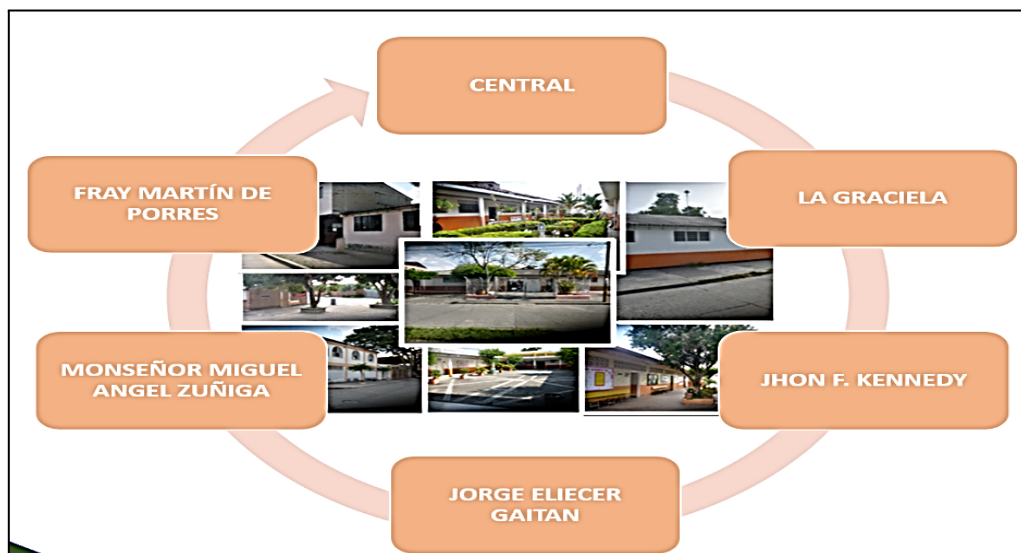 CENTRAL
LA GRACIELA
JHON F. KENNEDY
JORGE ELIECER
GAITAN
MONSEÑOR MIGUEL
ANGEL ZUÑIGA
FRAY MARTÍN DE
PORRES